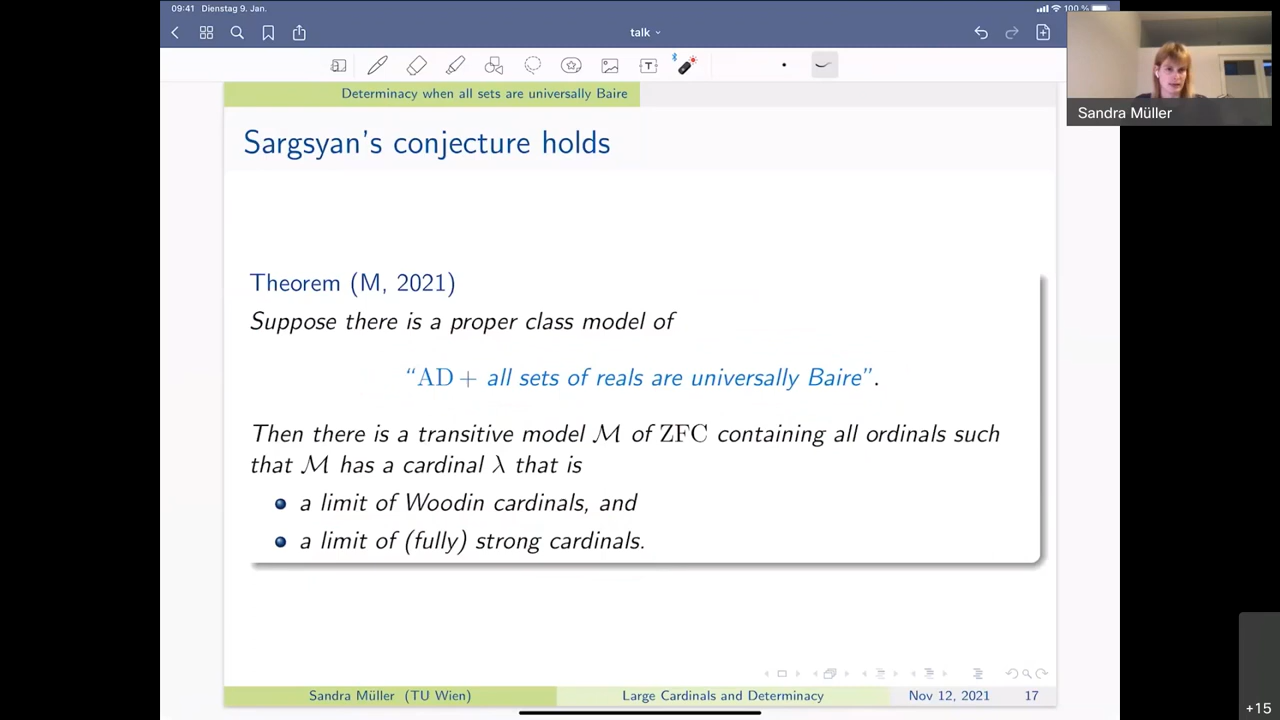 09:41 Dienstag 9. Jan.
100 %
talk
Sandra Müller
Determinacy when all sets are universally Baire
Sargsyan's conjecture holds
Theorem (M, 2021)
Suppose there is a proper class model of
“AD + all sets of reals are universally Baire”.
Then there is a transitive model ℳ of ZFC containing all ordinals such
that ℳ has a cardinal λ that is
a limit of Woodin cardinals, and
a limit of (fully) strong cardinals.
Sandra Müller (TU Wien)
Large Cardinals and Determinacy
Nov 12, 2021
17
+15